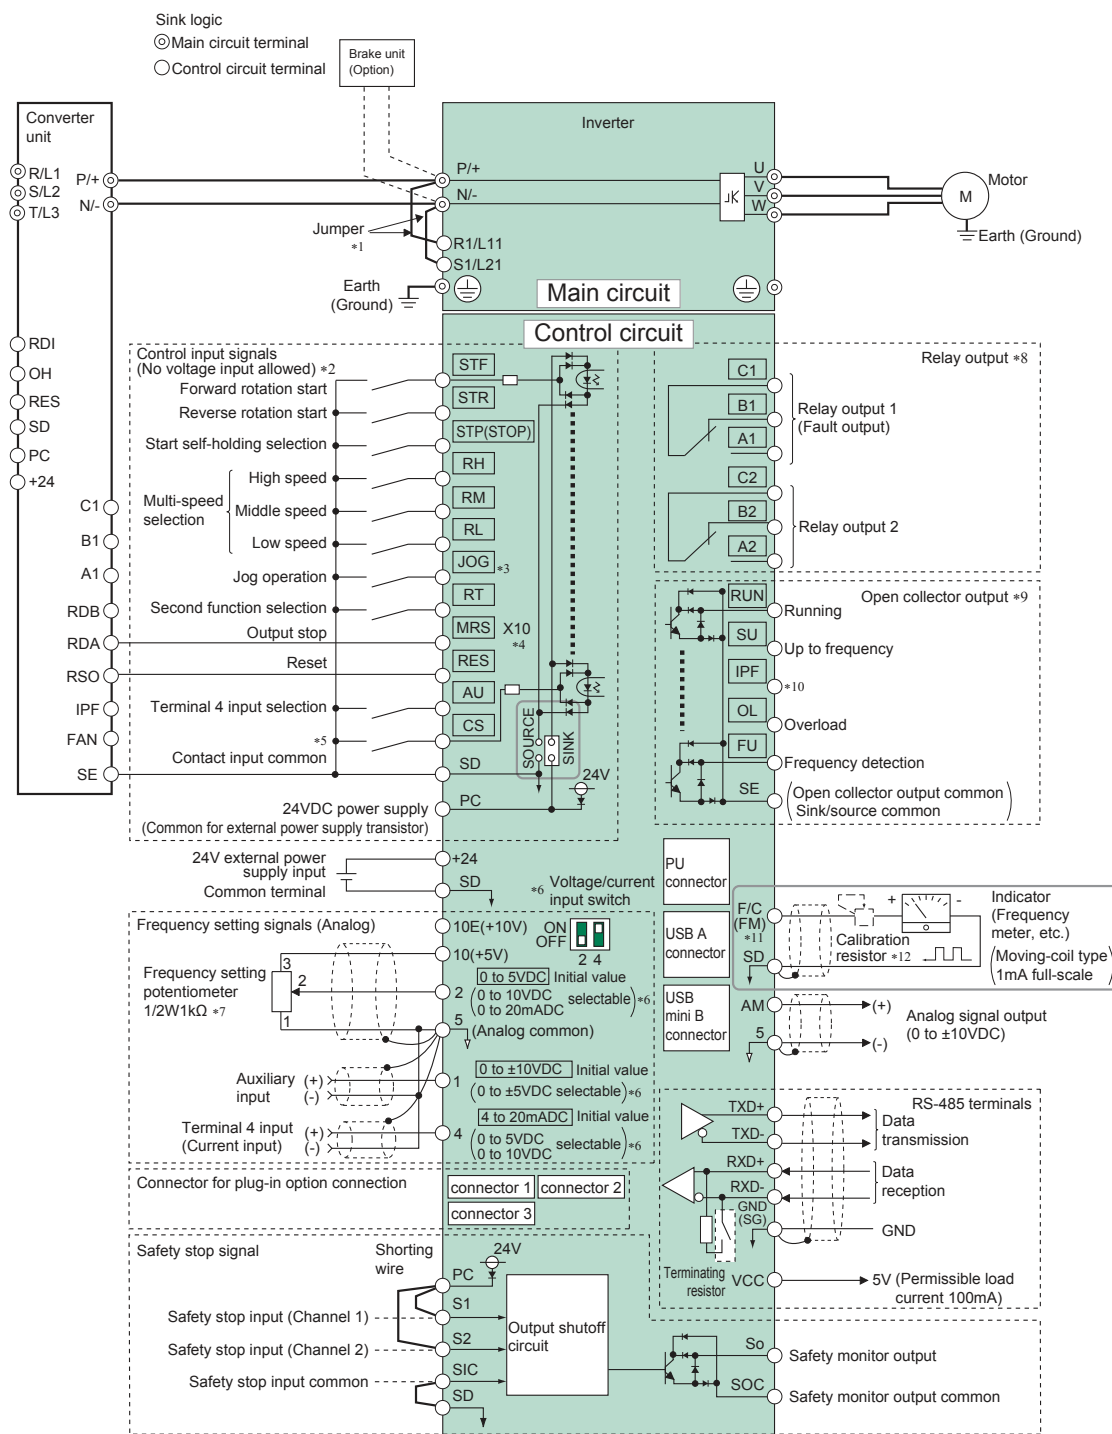 Sink logic
Main circuit terminal
Control circuit terminal
Brake unit
(Option)
Converter
unit
R/L1
S/L2
T/L3
P/+
N/-
Inverter
P/+
N/-
U
V
W
Motor
M
Earth (Ground)
Jumper
*1
R1/L11
S1/L21
Earth
(Ground)
Main circuit
Control circuit
RDI
OH
RES
SD
PC
+24
C1
B1
A1
RDB
RDA
RSO
IPF
FAN
SE
Control input signals
(No voltage input allowed) *2
Forward rotation start
Reverse rotation start
Start self-holding selection
Multi-speed
selection
High speed
Middle speed
Low speed
Jog operation
Second function selection
Output stop
Reset
Terminal 4 input selection
*5
Contact input common
24VDC power supply
(Common for external power supply transistor)
STF
STR
STP(STOP)
RH
RM
RL
JOG *3
RT
MRS X10
*4
RES
AU
CS
SD
PC
SOURCE
SINK
24V
Relay output *8
C1
B1
A1
Relay output 1
(Fault output)
C2
B2
A2
Relay output 2
Open collector output *9
RUN
Running
SU
Up to frequency
IPF
*10
OL
Overload
FU
Frequency detection
SE
Open collector output common
Sink/source common
24V external power
supply input
Common terminal
+24
SD
*6 Voltage/current
input switch
ON
OFF
2 4
PU
connector
USB A
connector
USB
mini B
connector
Frequency setting signals (Analog)
10E(+10V)
10(+5V)
Frequency setting
potentiometer
1/2W1kΩ *7
3
2
1
2
0 to 5VDC Initial value
0 to 10VDC
0 to 20mADC selectable *6
5
(Analog common)
Auxiliary
input
(+)
(-)
1
0 to ±10VDC Initial value
0 to ±5VDC selectable *6
Terminal 4 input
(Current input)
(+)
(-)
4
4 to 20mADC Initial value
0 to 5VDC
0 to 10VDC selectable *6
F/C
(FM)
*11
SD
+ -
Indicator
(Frequency
meter, etc.)
Calibration
resistor *12
Moving-coil type
1mA full-scale
AM
5
(+)
(-)
Analog signal output
(0 to ±10VDC)
RS-485 terminals
TXD+
TXD-
Data
transmission
RXD+
RXD-
Data
reception
GND
(SG)
GND
Terminating
resistor
VCC
5V (Permissible load
current 100mA)
Connector for plug-in option connection
connector 1
connector 2
connector 3
Safety stop signal
Shorting
wire
24V
PC
S1
S2
SIC
SD
Safety stop input (Channel 1)
Safety stop input (Channel 2)
Safety stop input common
Output shutoff
circuit
So
SOC
Safety monitor output
Safety monitor output common